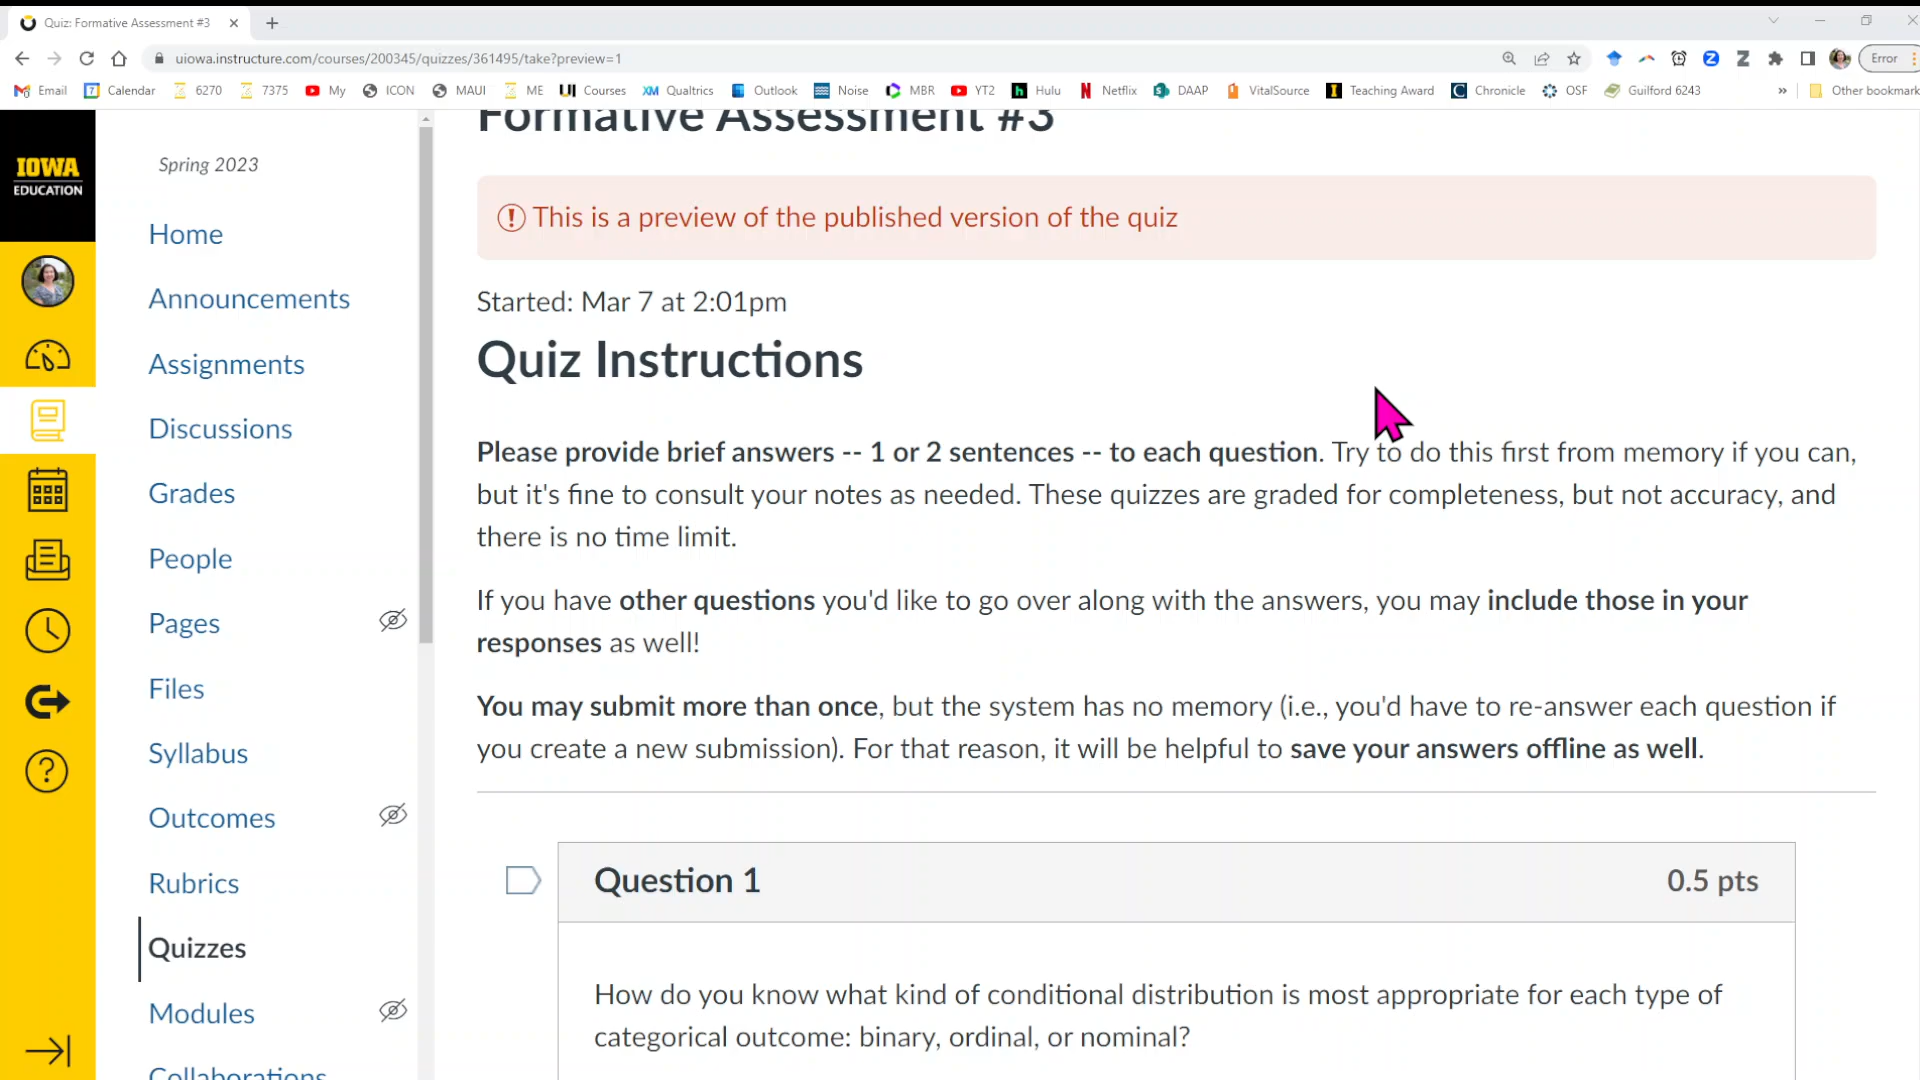 Quiz: Formative Assessment #3
uiowa.instructure.com/courses/200345/quizzes/361495/take?preview=1
Error
Email Calendar 6270 7375 My ICON MAUI ME Courses Qualtrics Outlook Noise MBR YT2 Hulu Netflix DAAP VitalSource Teaching Award Chronicle OSF Guilford 6243 » Other bookmark
IOWA
EDUCATION
Spring 2023
Home
Announcements
Assignments
Discussions
Grades
People
Pages
Files
Syllabus
Outcomes
Rubrics
Quizzes
Modules
Collaborations
Formative Assessment #3
This is a preview of the published version of the quiz
Started: Mar 7 at 2:01pm
Quiz Instructions
Please provide brief answers -- 1 or 2 sentences -- to each question. Try to do this first from memory if you can,
but it's fine to consult your notes as needed. These quizzes are graded for completeness, but not accuracy, and
there is no time limit.
If you have other questions you'd like to go over along with the answers, you may include those in your
responses as well!
You may submit more than once, but the system has no memory (i.e., you'd have to re-answer each question if
you create a new submission). For that reason, it will be helpful to save your answers offline as well.
Question 1
0.5 pts
How do you know what kind of conditional distribution is most appropriate for each type of
categorical outcome: binary, ordinal, or nominal?